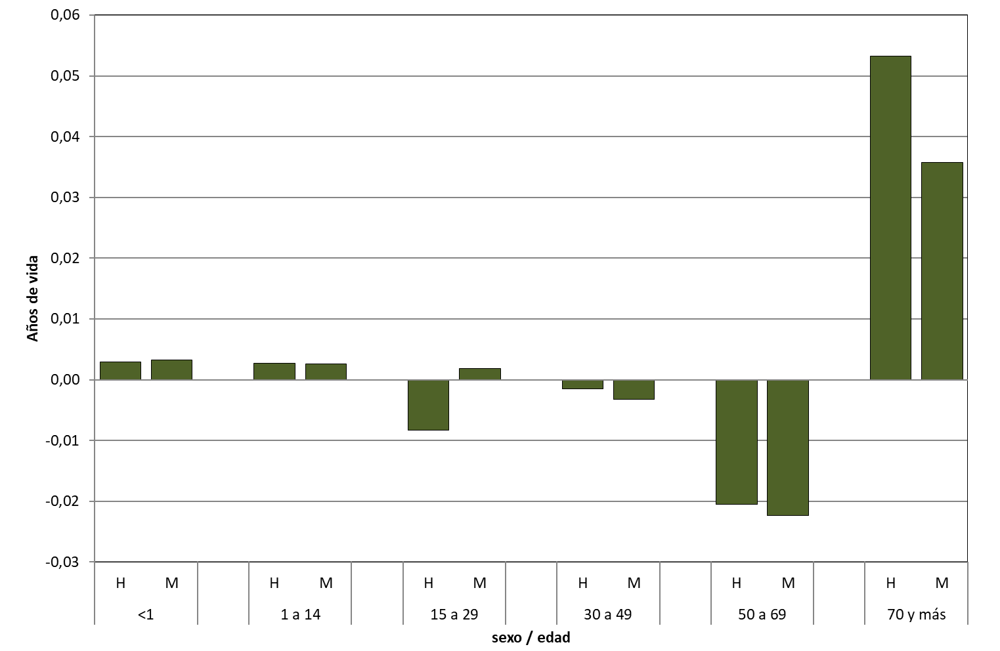 0,06
0,05
0,04
0,03
0,02
0,01
0,00
-0,01
-0,02
-0,03
Años de vida
H M H M H M H M H M H M
<1 1 a 14 15 a 29 30 a 49 50 a 69 70 y más
sexo / edad